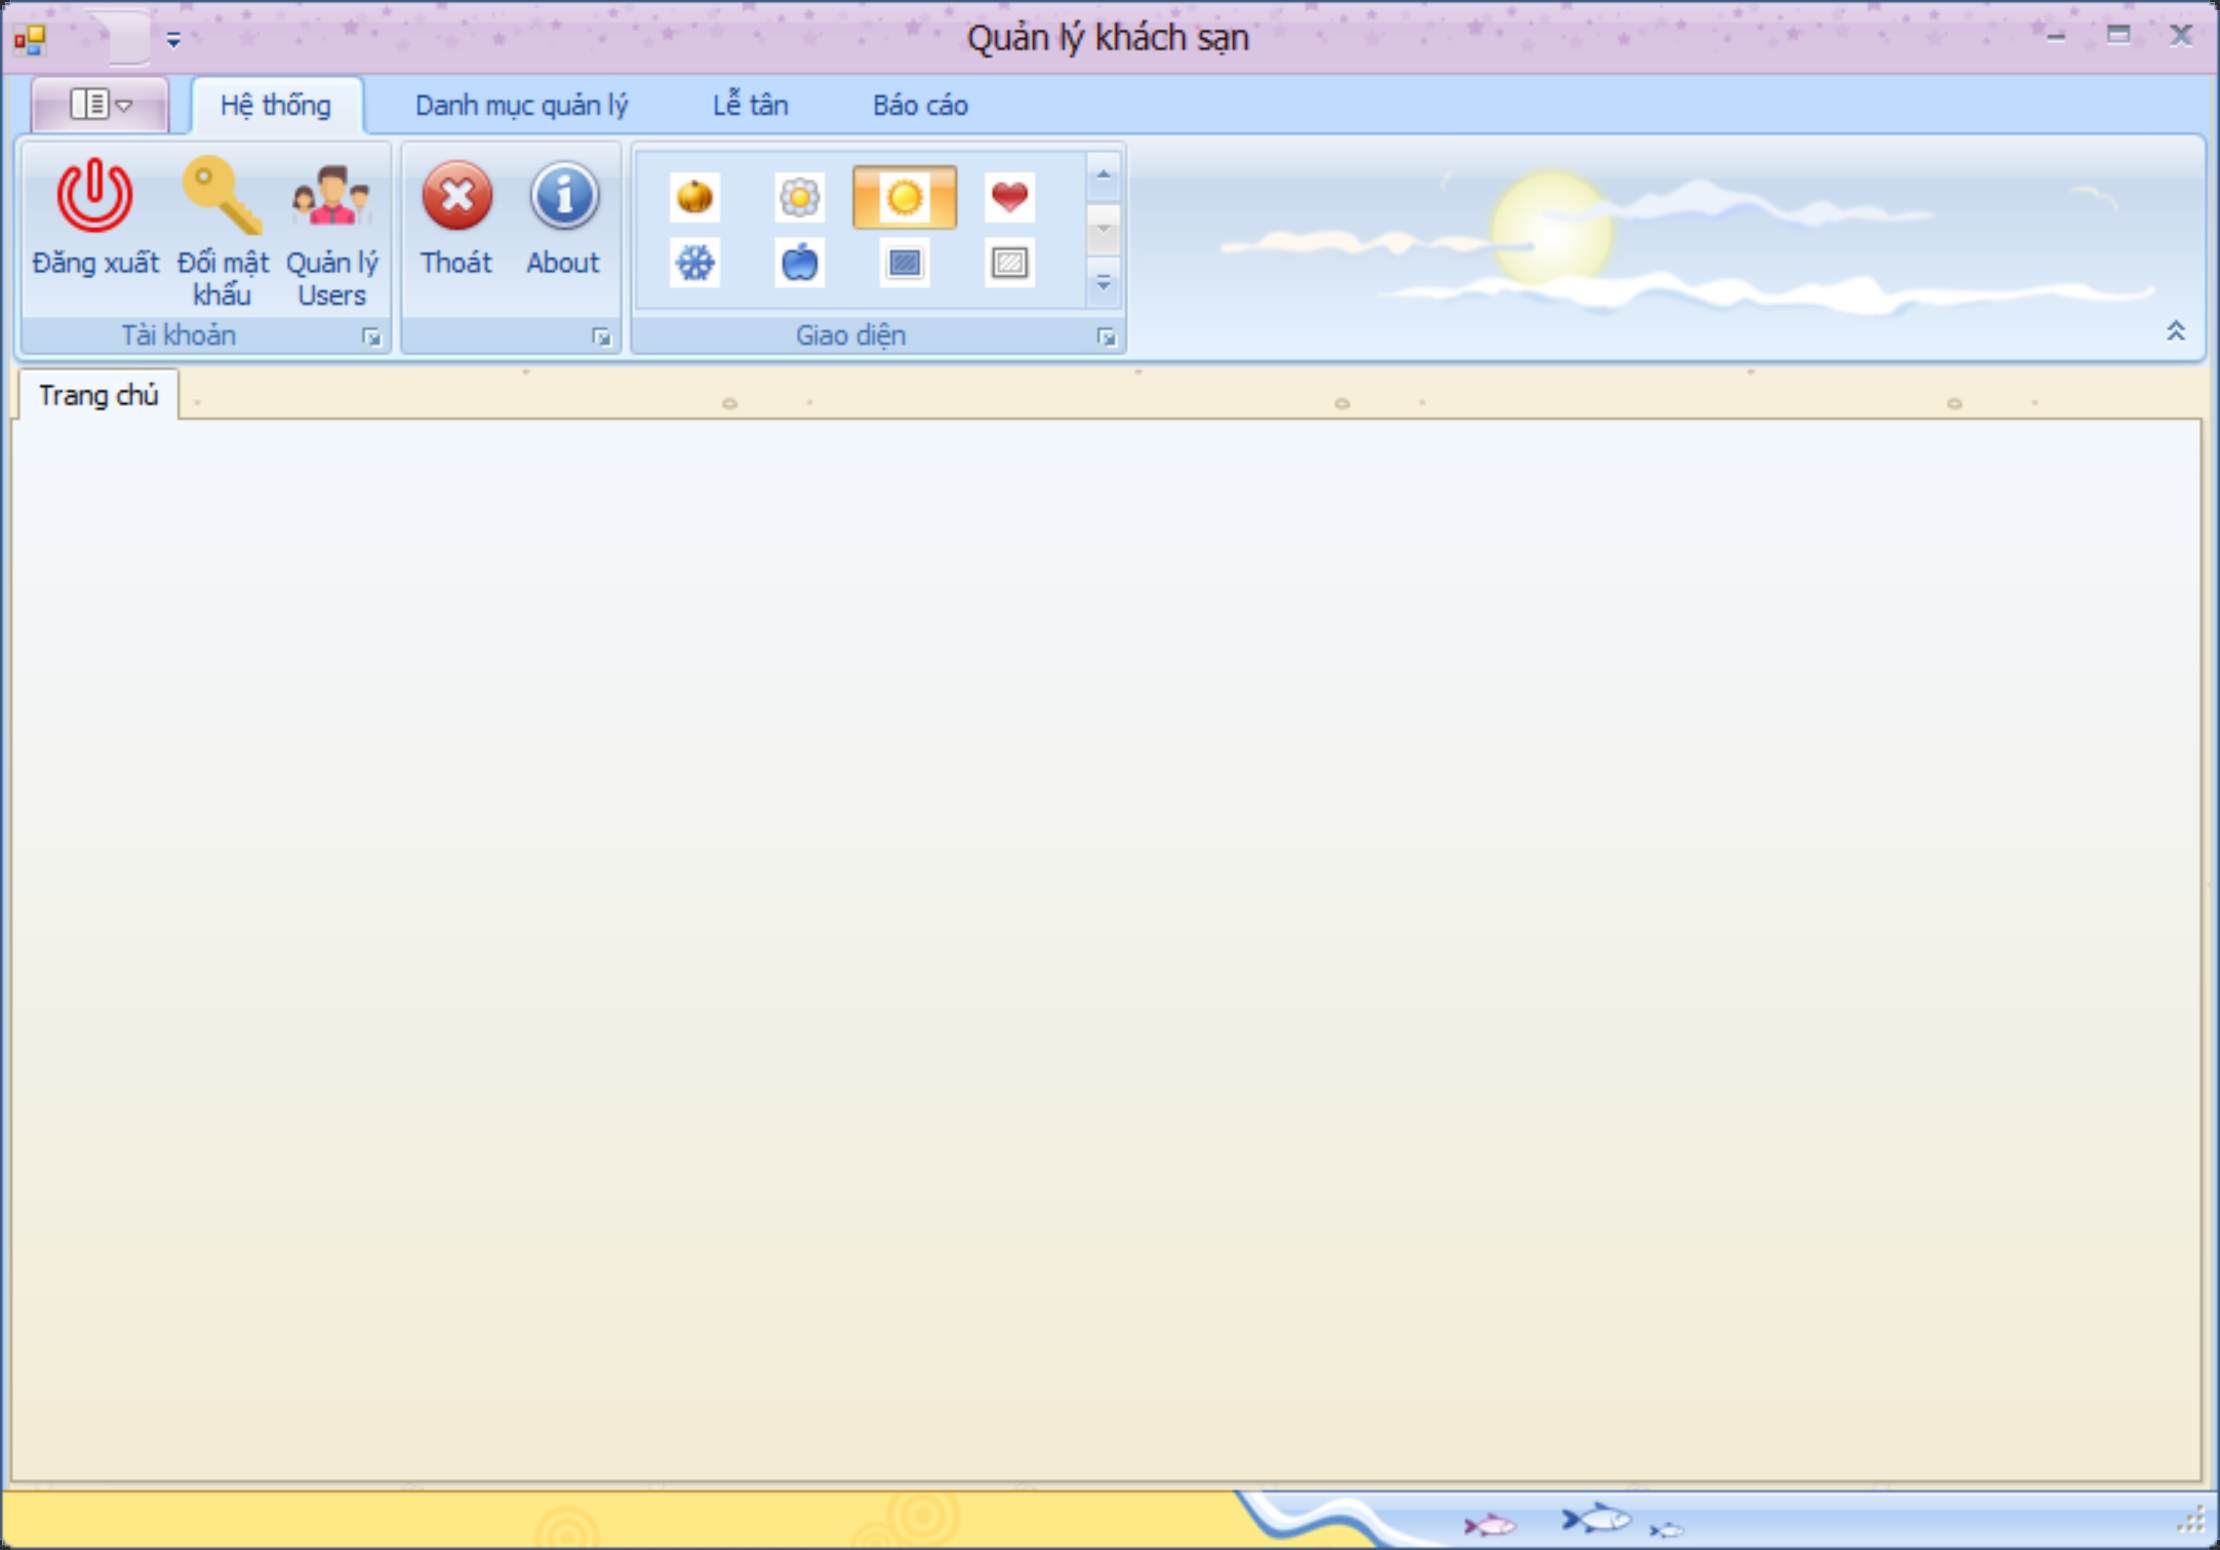 Quản lý khách sạn
Hệ thống
Danh mục quản lý
Lễ tân
Báo cáo
Đăng xuất
Đổi mật
khẩu
Quản lý
Users
Thoát
About
Tài khoản
Giao diện
Trang chủ